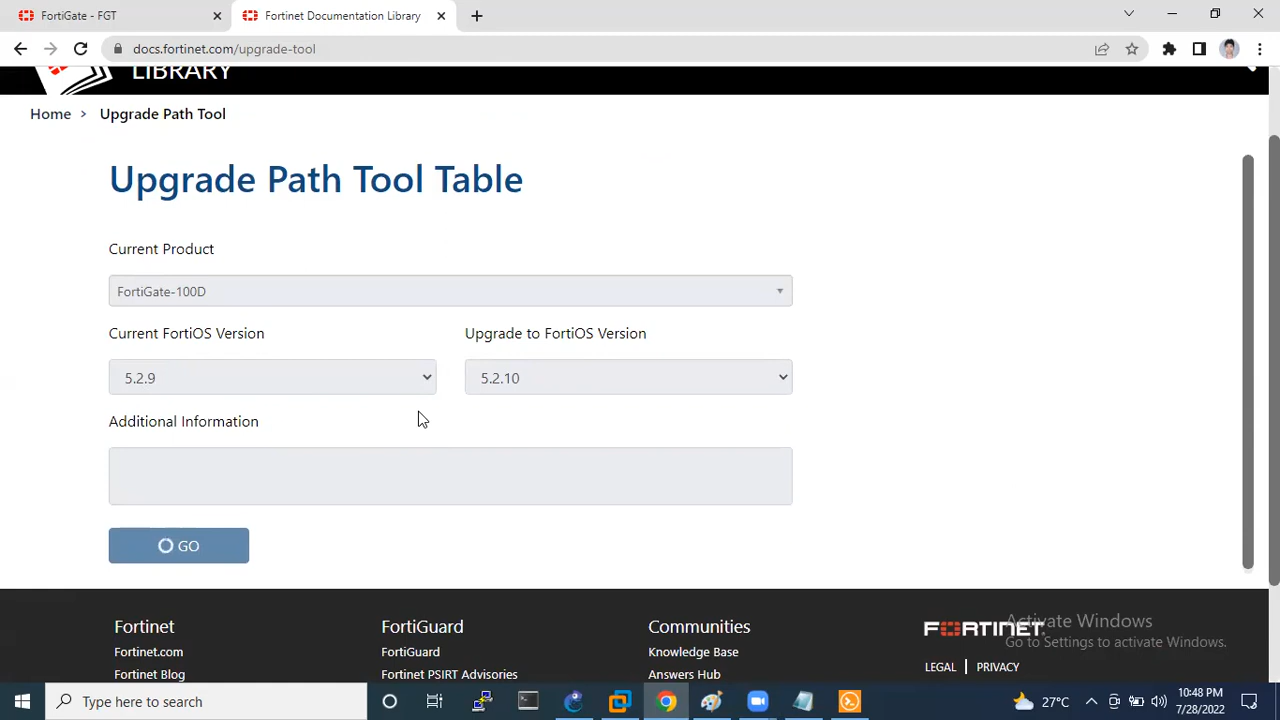 FortiGate - FGT
Fortinet Documentation Library
docs.fortinet.com/upgrade-tool
LIBRARY
Home > Upgrade Path Tool
Upgrade Path Tool Table
Current Product
FortiGate-100D
Current FortiOS Version
Upgrade to FortiOS Version
5.2.9
5.2.10
Additional Information
GO
Fortinet
FortiGuard
Communities
FORTINET
Fortinet.com
FortiGuard
Knowledge Base
LEGAL | PRIVACY
Fortinet Blog
Fortinet PSIRT Advisories
Answers Hub
Activate Windows
Go to Settings to activate Windows.
Type here to search
27°C
10:48 PM
7/28/2022